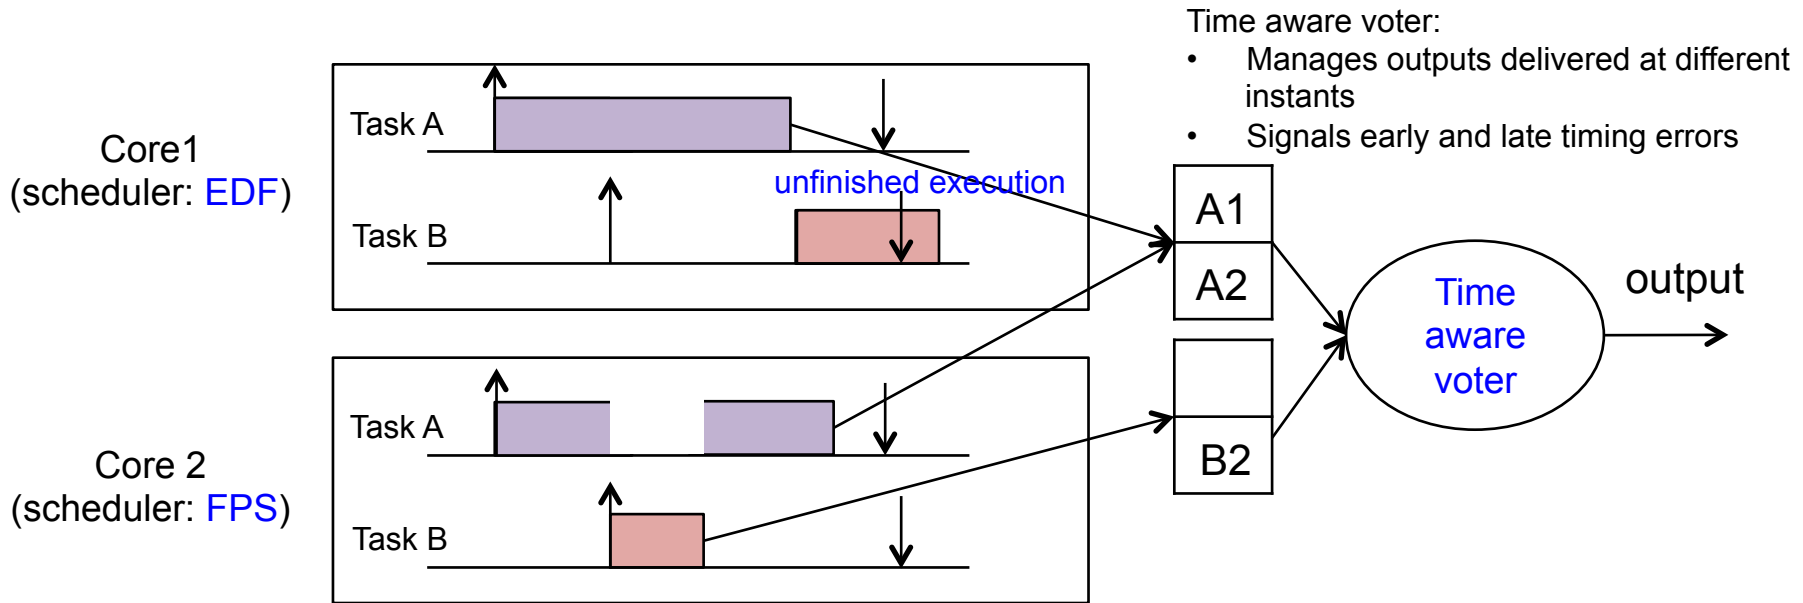 Time aware voter:
• Manages outputs delivered at different
instants
• Signals early and late timing errors
Core1
(scheduler: EDF)
Task A
unfinished execution
Task B
A1
A2
Time
aware
voter
output
Core 2
(scheduler: FPS)
Task A
Task B
B2